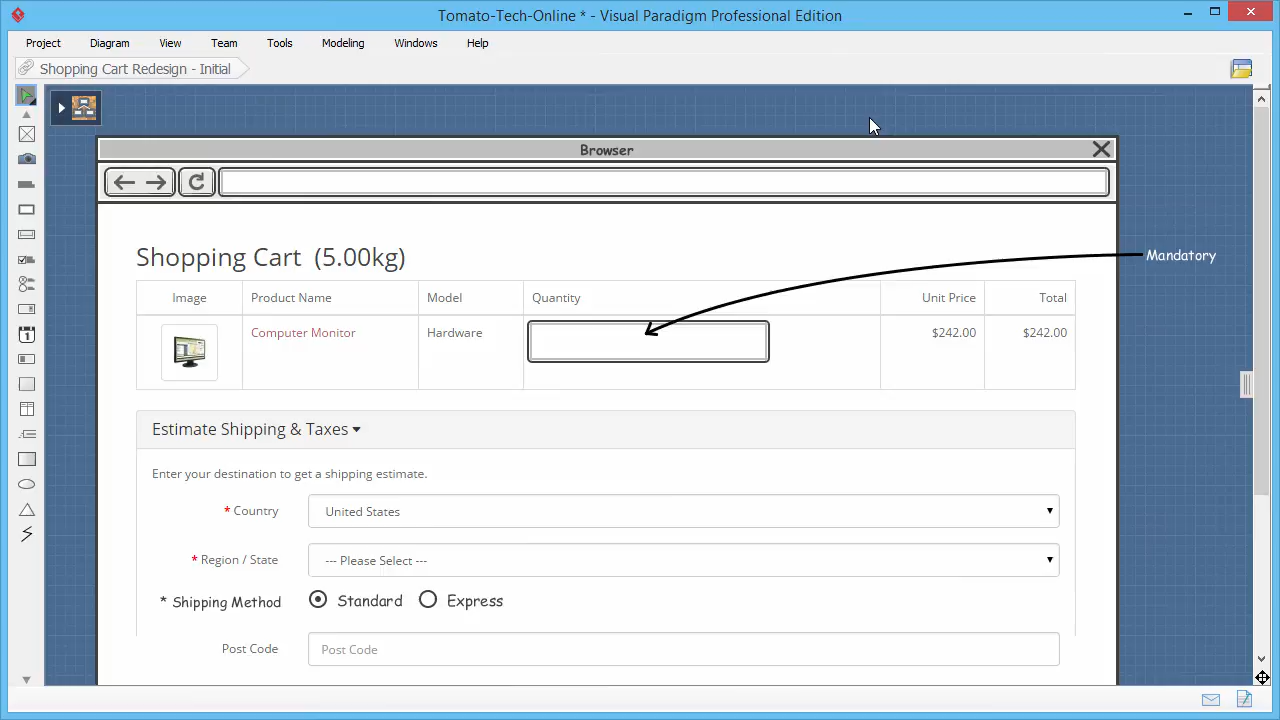 Tomato-Tech-Online * - Visual Paradigm Professional Edition
Project Diagram View Team Tools Modeling Windows Help
Shopping Cart Redesign - Initial
Browser
Shopping Cart (5.00kg)
Mandatory
Image Product Name Model Quantity Unit Price Total
Computer Monitor Hardware $242.00 $242.00
Estimate Shipping & Taxes
Enter your destination to get a shipping estimate.
* Country United States
* Region / State --- Please Select ---
* Shipping Method Standard Express
Post Code Post Code